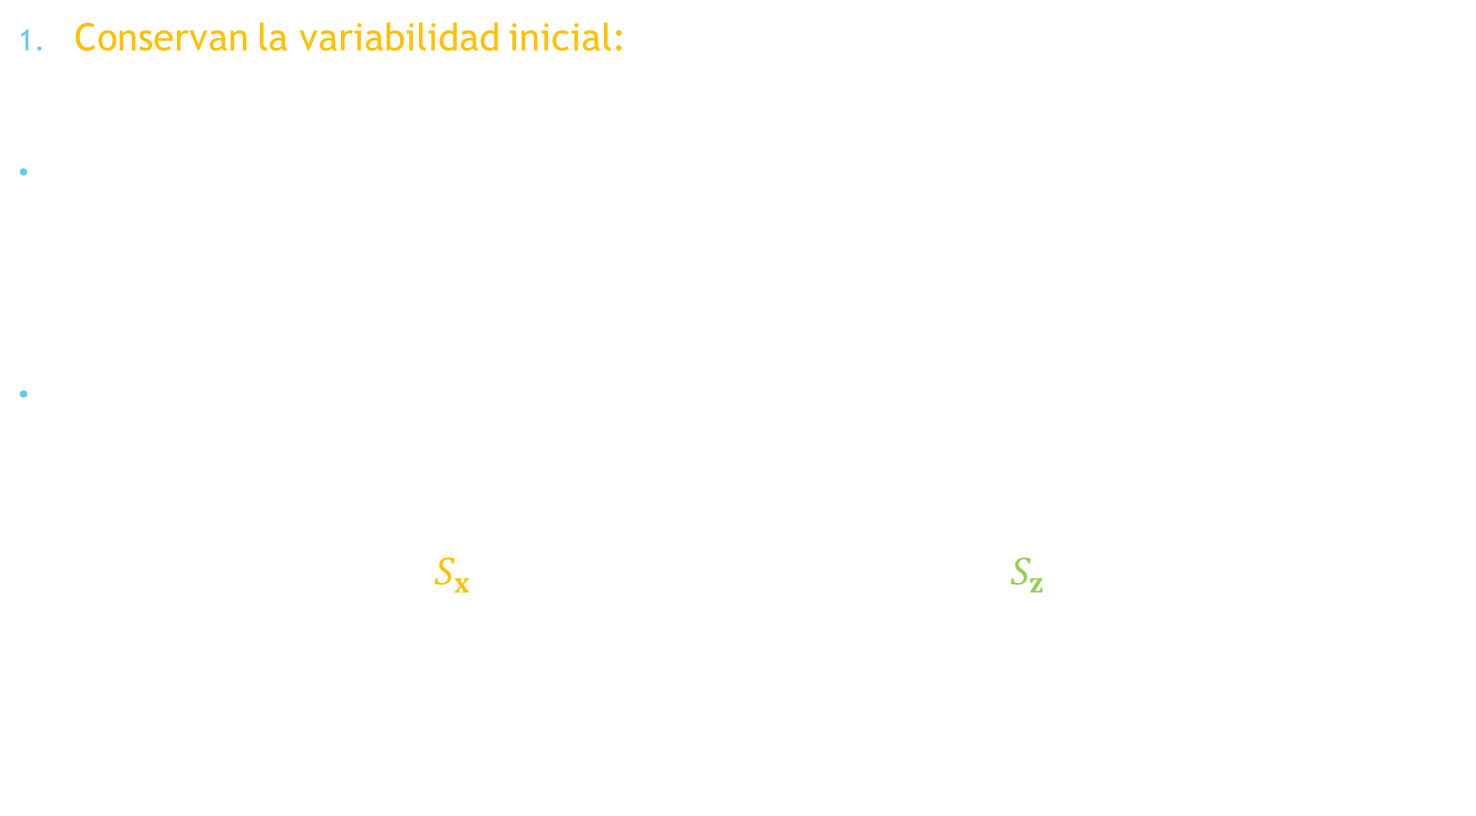 1. Conservan la variabilidad inicial:
•
•
S𝐱 S𝐳